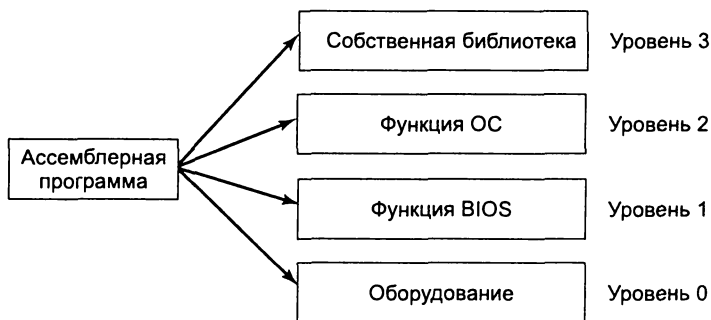 Собственная библиотека Уровень 3
Функция ОС Уровень 2
Ассемблерная
программа
Функция BIOS Уровень 1
Оборудование Уровень 0